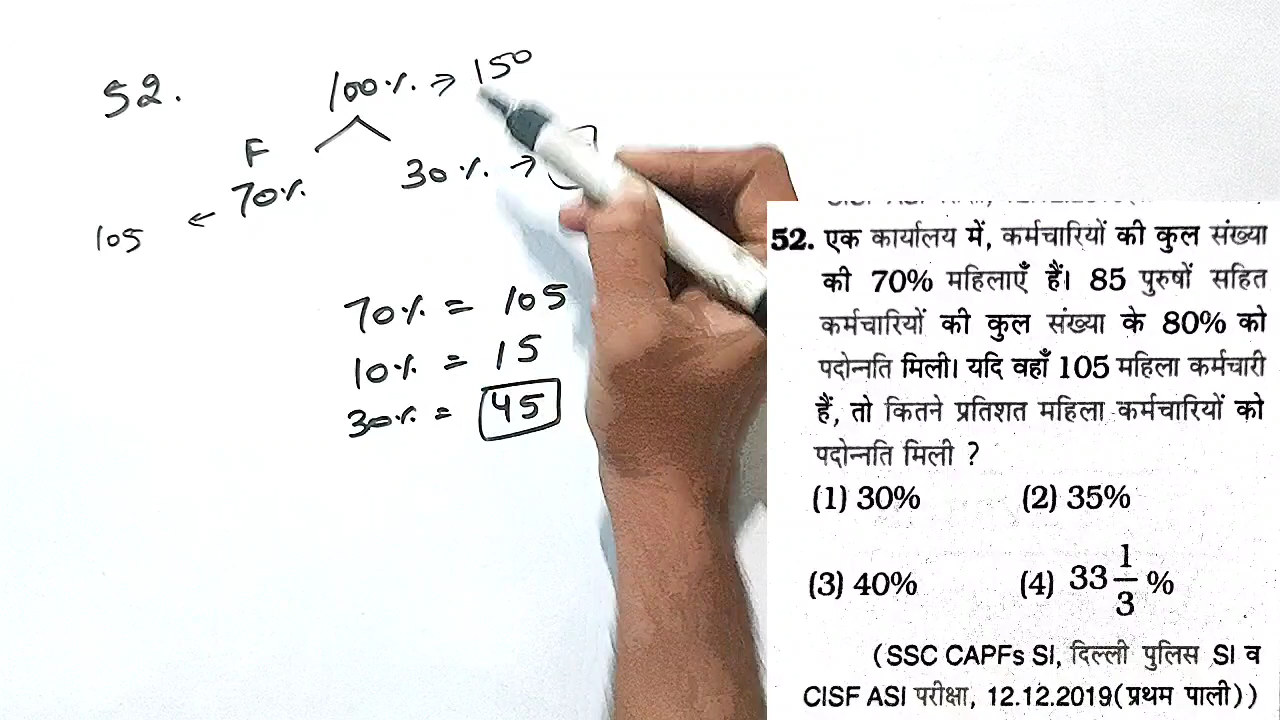 52.
100% → 150
F
70%
30% →
105 ←
70% = 105
10% = 15
30% = 45
52. एक कार्यालय में, कर्मचारियों की कुल संख्या
की 70% महिलाएँ हैं। 85 पुरुषों सहित
कर्मचारियों की कुल संख्या के 80% को
पदोन्नति मिली। यदि वहाँ 105 महिला कर्मचारी
हैं, तो कितने प्रतिशत महिला कर्मचारियों को
पदोन्नति मिली ?
(1) 30% (2) 35%
(3) 40% (4) 33 1/3 %
(SSC CAPFs SI, दिल्ली पुलिस SI व
CISF ASI परीक्षा, 12.12.2019(प्रथम पाली))